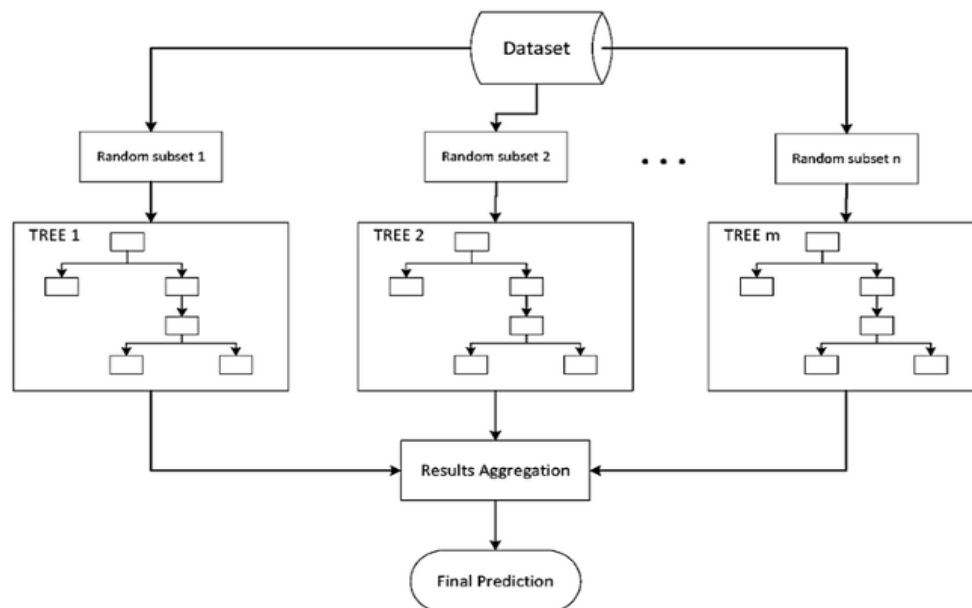 Dataset
Random subset 1
Random subset 2
• • •
Random subset n
TREE 1
TREE 2
TREE m
Results Aggregation
Final Prediction